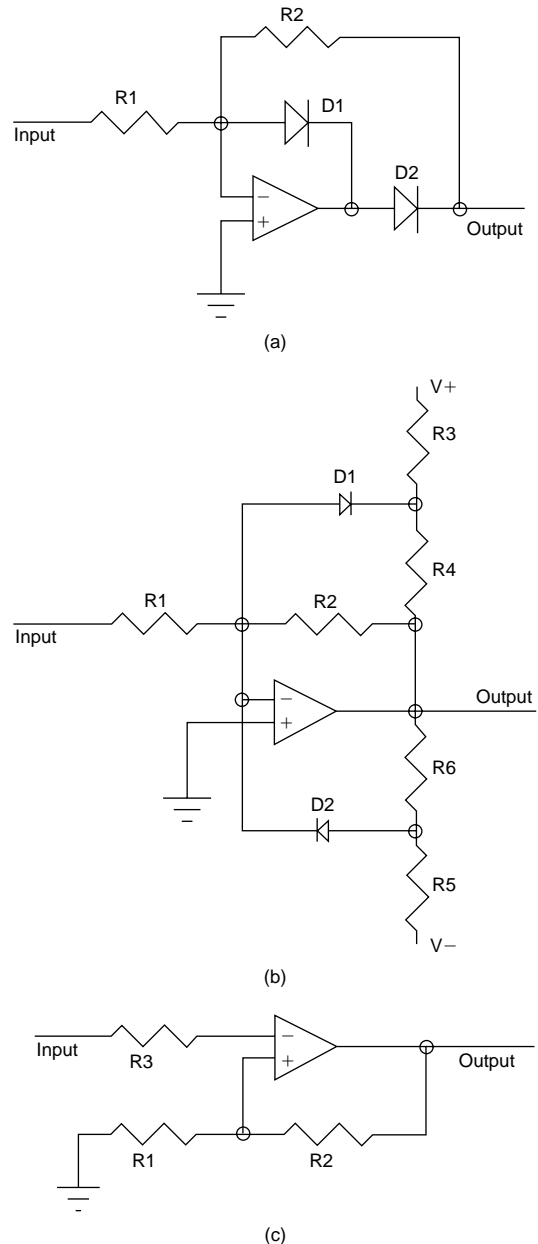 R2
R1
D1
Input
D2
−
+
Output
(a)
V+
R3
D1
R4
R1
R2
Input
Output
−
+
R6
D2
R5
V−
(b)
−
Input
+
Output
R3
R1
R2
(c)